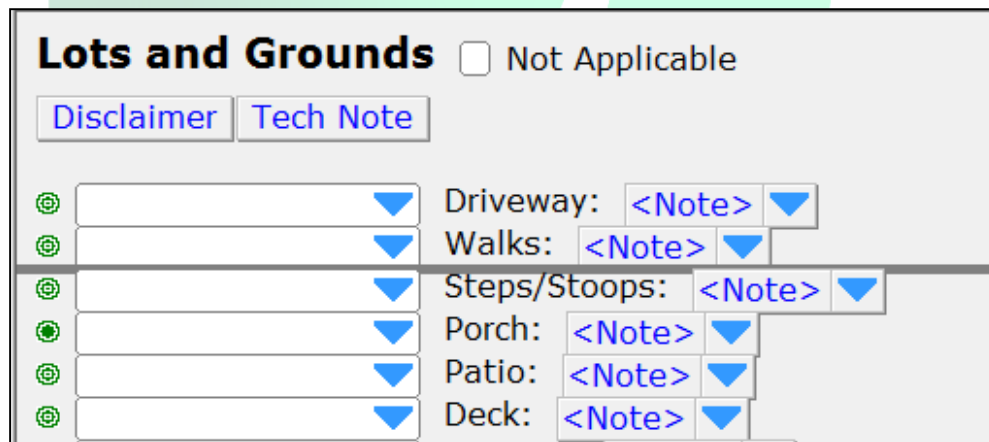 Lots and Grounds Not Applicable
Disclaimer Tech Note
Driveway: <Note>
Walks: <Note>
Steps/Stoops: <Note>
Porch: <Note>
Patio: <Note>
Deck: <Note>